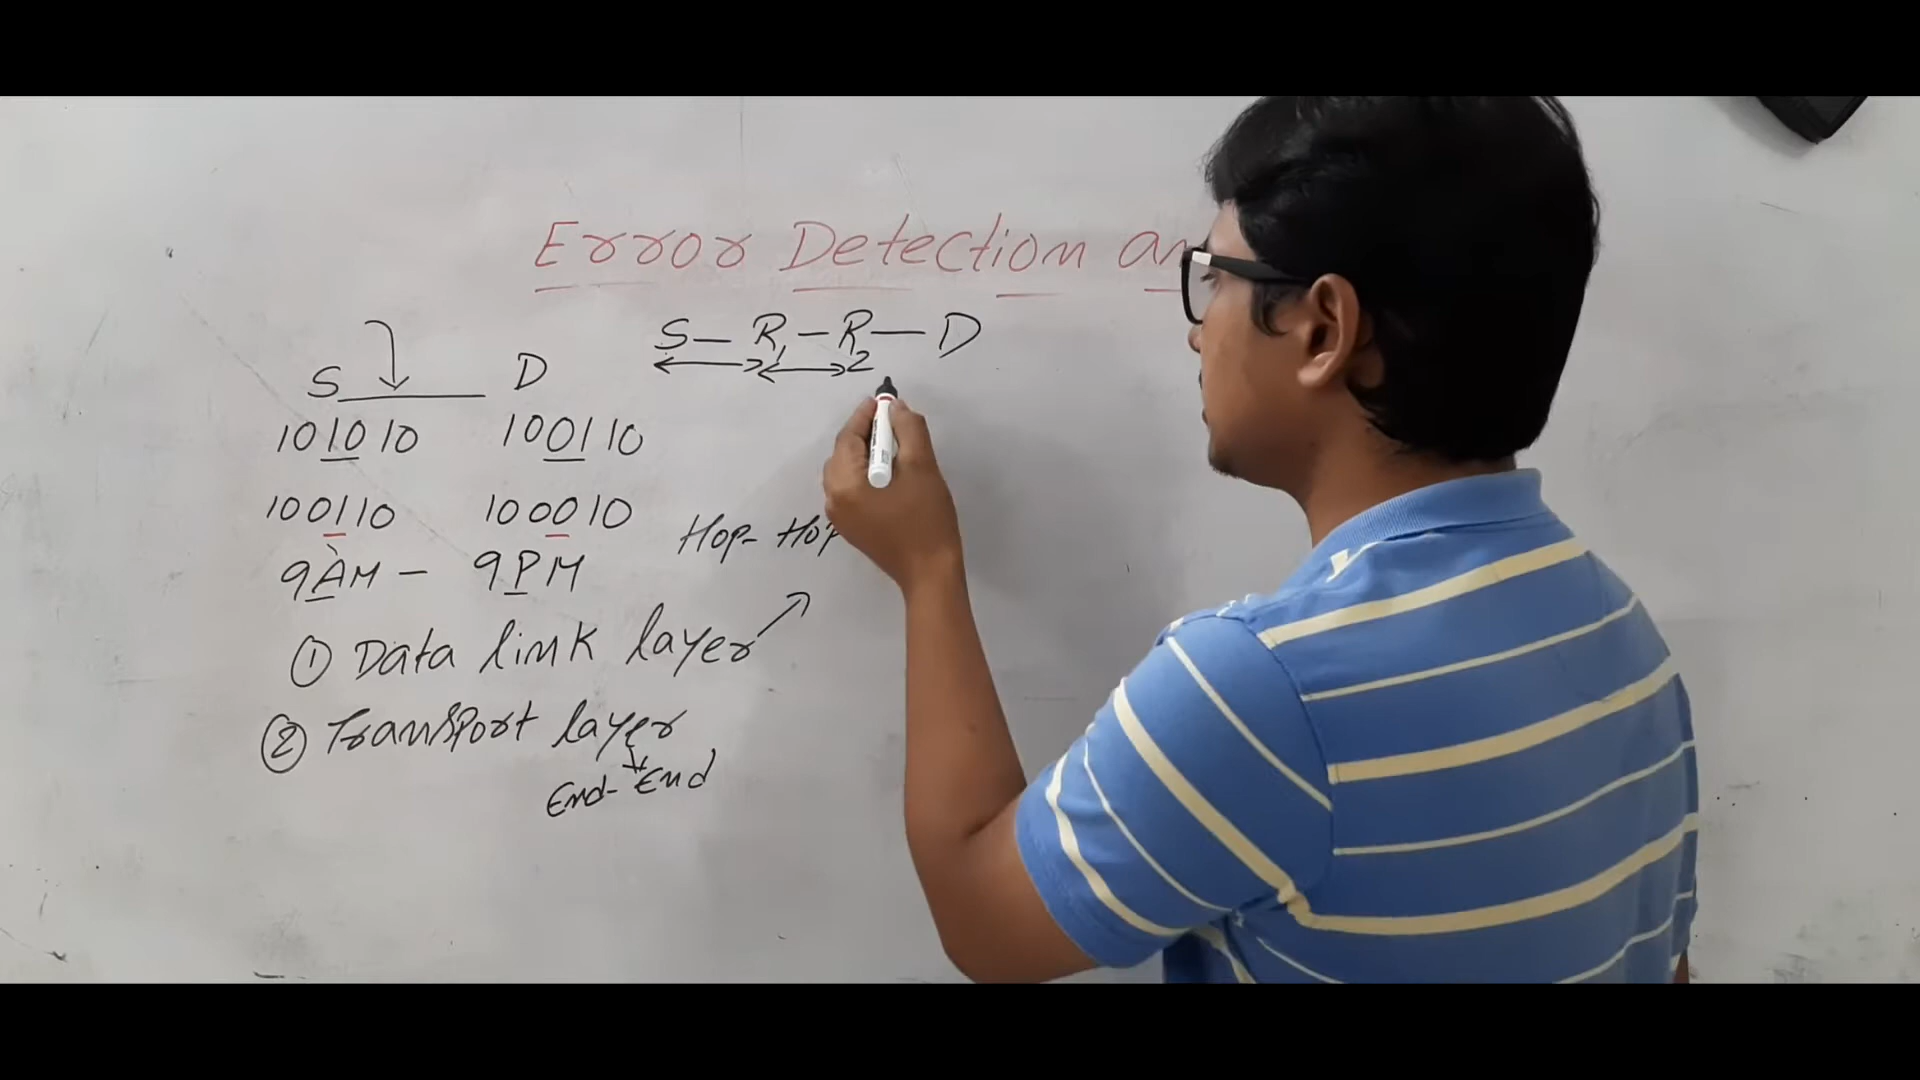 Error Detection an
S — R1 — R2 — D
S D
101010 100110
100110 100010
9AM - 9PM
Hop- Hop
① Data link layer
② Transport layer
End- End